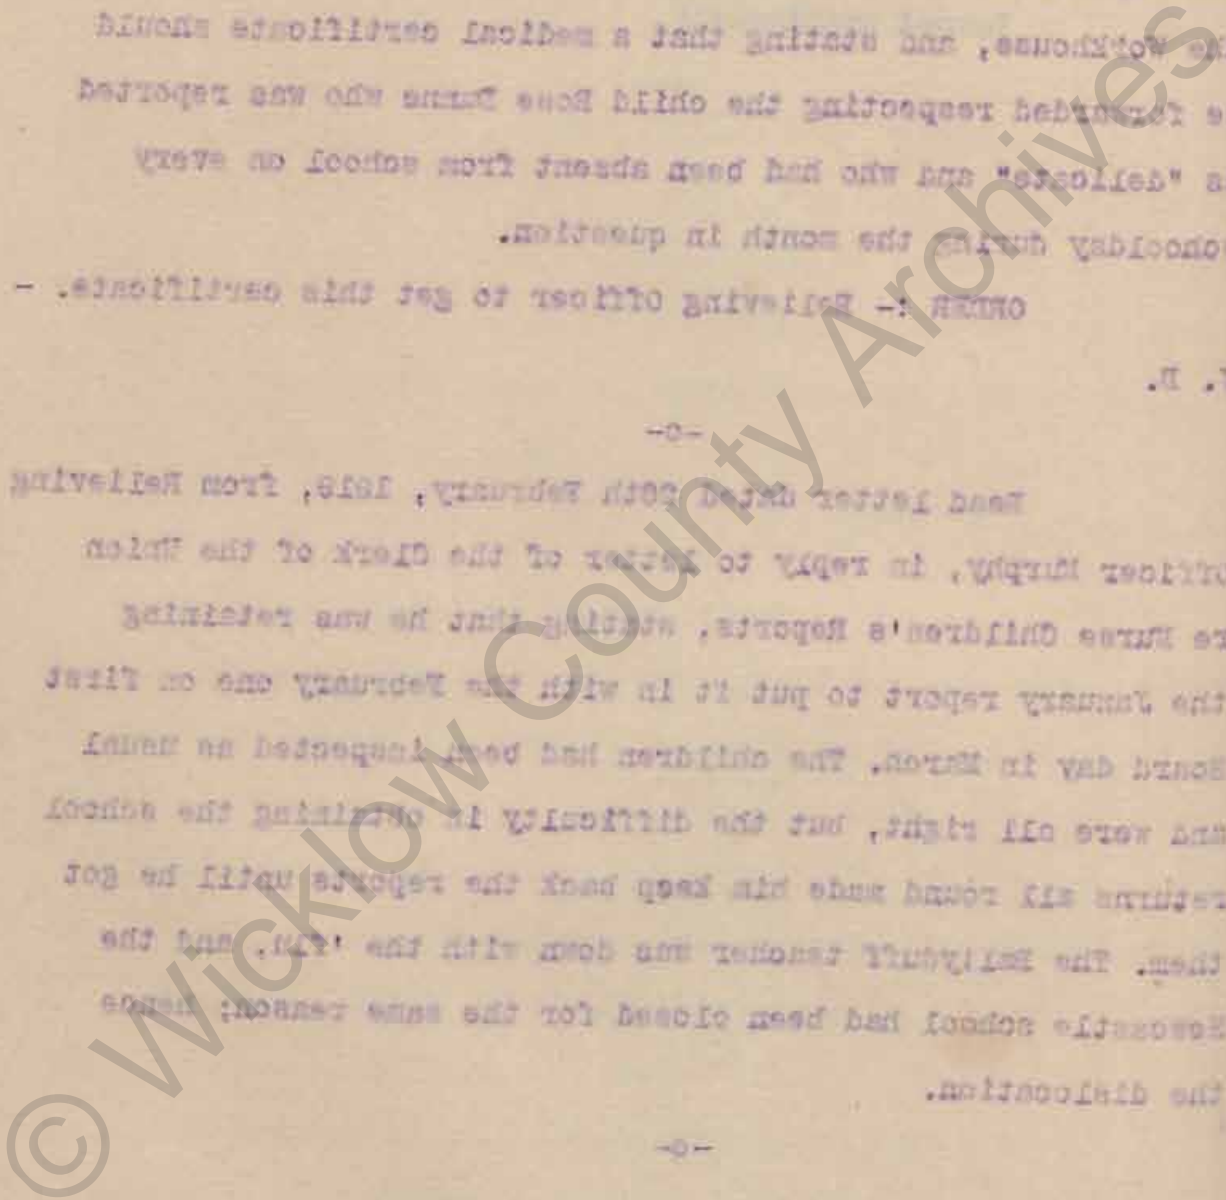 the Workhouse, and stating that a medical certificate should
be forwarded respecting the child Rose Burns who was reported
as "delicate" and who had been absent from school on every
schoolday during the month in question.
ORDER :- Relieving Officer to get this certificate. -
D.
-o-
Read letter dated 26th February, 1919, from Relieving
Officer Murphy, in reply to letter of the Clerk of the Union
re Nurse Children's Reports, stating that he was retaining
the January report to put it in with the February one on first
Board day in March. The children had been inspected as usual
and were all right, but the difficulty in obtaining the school
returns all round made him keep back the reports until he got
them. The Ballyduff teacher was down with the 'flu, and the
Newcastle school had been closed for the same reason; hence
the dislocation.
-o-
© Wicklow County Archives